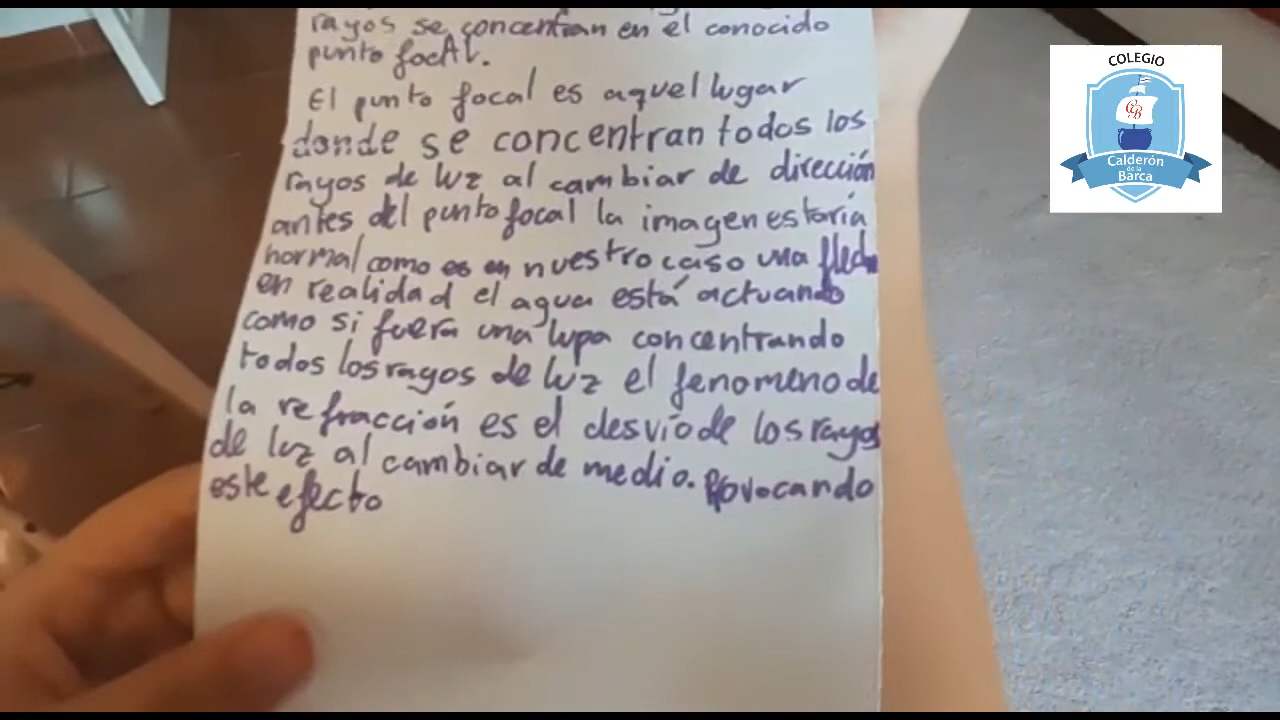 rayos se concentran en el conocido
punto focAL.
El punto focal es aquel lugar
donde se concentran todos los
rayos de luz al cambiar de dirección
antes del punto focal la imagen estaría
normal como es en nuestro caso una flecha
en realidad el agua está actuando
como si fuera una lupa concentrando
todos los rayos de luz el fenomeno de
la refracción es el desvío de los rayos
de luz al cambiar de medio. Provocando
este efecto
COLEGIO
CB
Calderón
de la
Barca